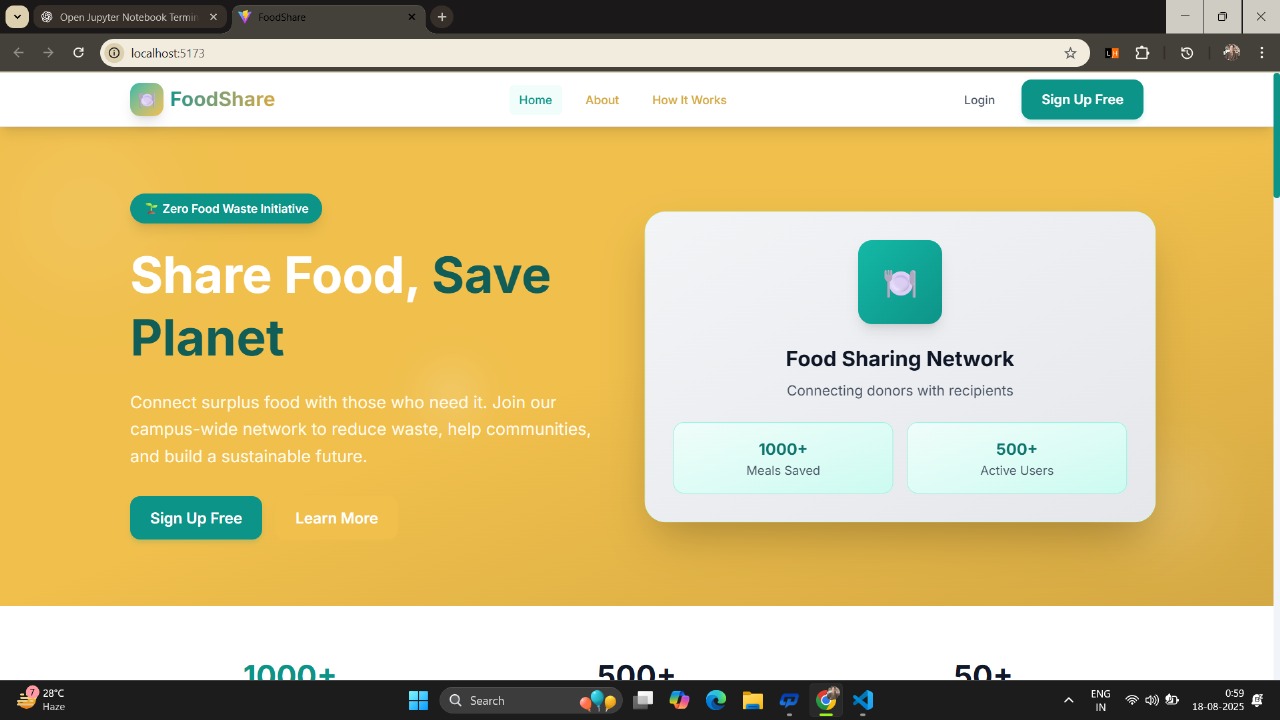 Open Jupyter Notebook Termin
FoodShare
localhost:5173
FoodShare
Home
About
How It Works
Login
Sign Up Free
🌱 Zero Food Waste Initiative
Share Food, Save
Planet
Connect surplus food with those who need it. Join our
campus-wide network to reduce waste, help communities,
and build a sustainable future.
Sign Up Free
Learn More
Food Sharing Network
Connecting donors with recipients
1000+
Meals Saved
500+
Active Users
1000+
500+
50+
7
28°C
Haze
Search
ENG
IN
0:59
18-08-2025